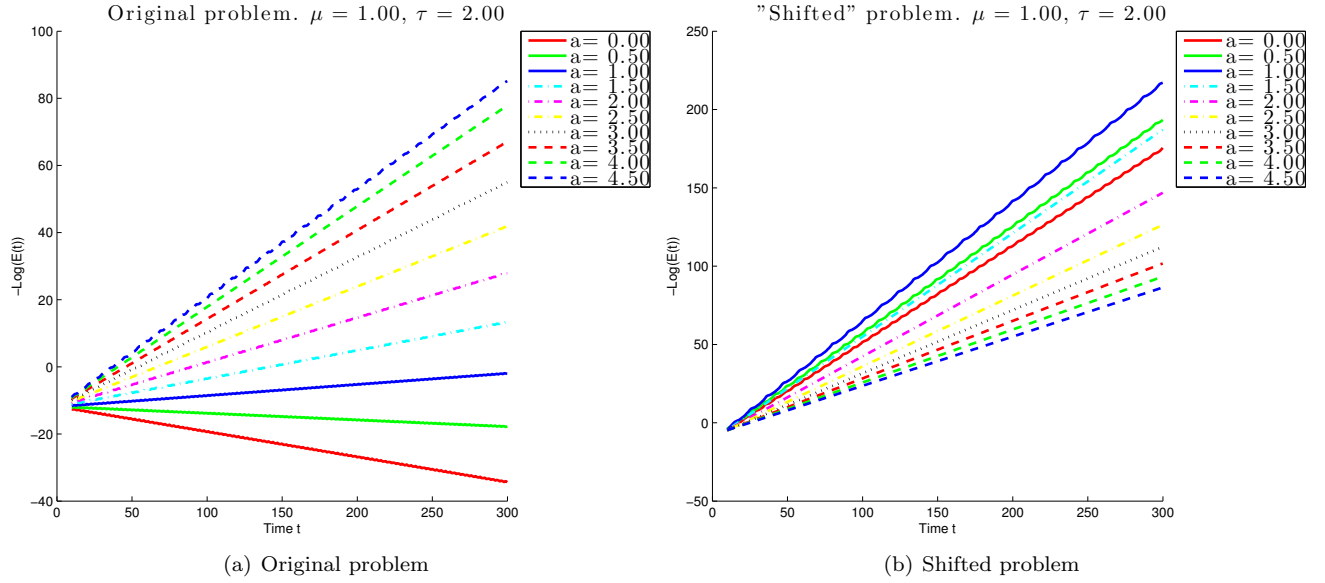 Original problem. μ = 1.00, τ = 2.00
100
80
60
40
20
0
−20
−40
0
50
100
150
200
250
300
−Log(E(t))
Time t
a= 0.00
a= 0.50
a= 1.00
a= 1.50
a= 2.00
a= 2.50
a= 3.00
a= 3.50
a= 4.00
a= 4.50
(a) Original problem
"Shifted" problem. μ = 1.00, τ = 2.00
250
200
150
100
50
0
−50
0
50
100
150
200
250
300
−Log(E(t))
Time t
a= 0.00
a= 0.50
a= 1.00
a= 1.50
a= 2.00
a= 2.50
a= 3.00
a= 3.50
a= 4.00
a= 4.50
(b) Shifted problem